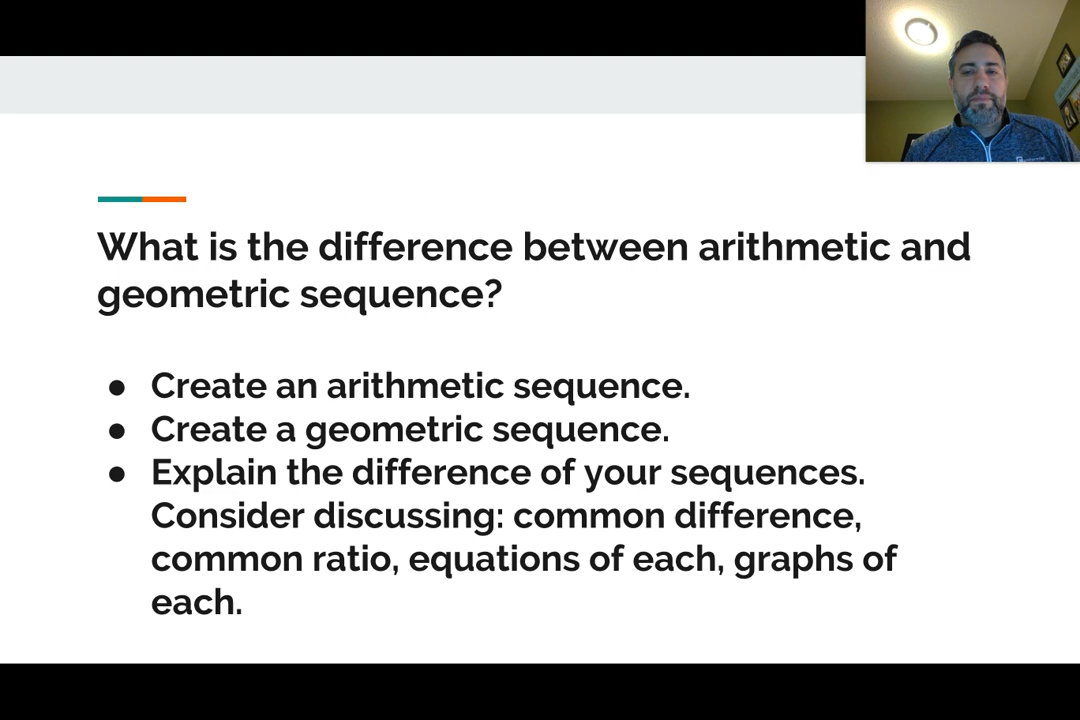 What is the difference between arithmetic and
geometric sequence?
● Create an arithmetic sequence.
● Create a geometric sequence.
● Explain the difference of your sequences.
Consider discussing: common difference,
common ratio, equations of each, graphs of
each.